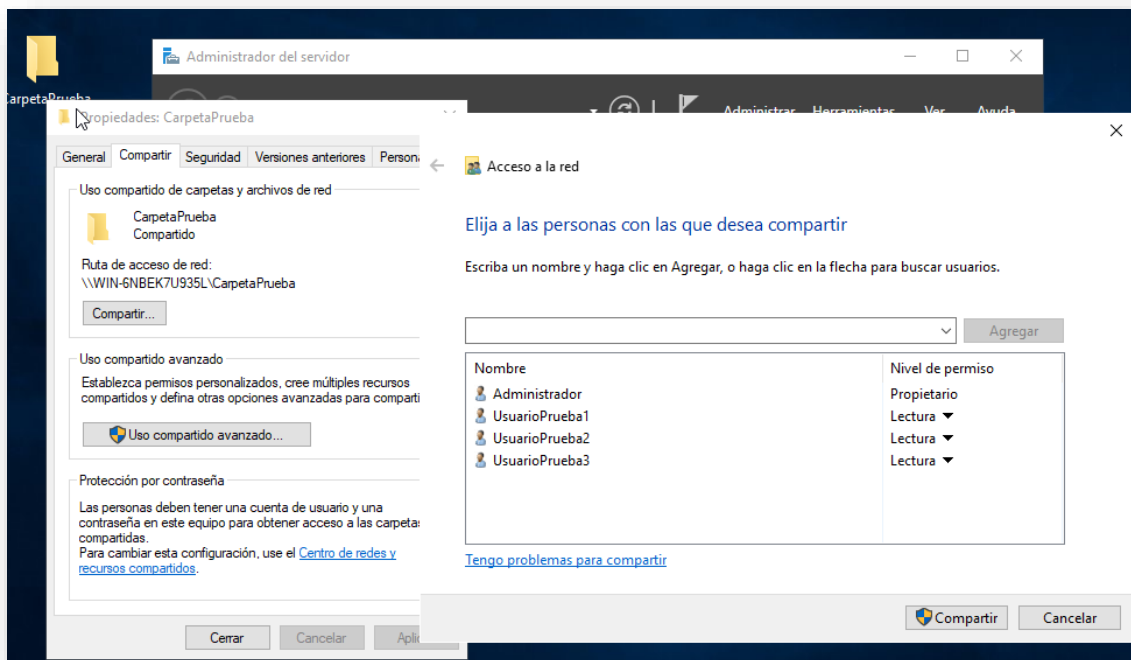 Administrador del servidor
CarpetaPrueba
Administrar Herramientas Ver Ayuda
Propiedades: CarpetaPrueba
General Compartir Seguridad Versiones anteriores
Uso compartido de carpetas y archivos de red
CarpetaPrueba
Compartido
Ruta de acceso de red:
\\WIN-6NBEK7U935L\CarpetaPrueba
Compartir...
Uso compartido avanzado
Establezca permisos personalizados, cree múltiples recursos
compartidos y defina otras opciones avanzadas para
Uso compartido avanzado...
Protección por contraseña
Las personas deben tener una cuenta de usuario y una
contraseña en este equipo para obtener acceso a las
compartidas.
Para cambiar esta configuración, use el Centro de redes y
recursos compartidos.
Cerrar Cancelar
Acceso a la red
Elija a las personas con las que desea compartir
Escriba un nombre y haga clic en Agregar, o haga clic en la flecha para buscar usuarios.
Agregar
Nombre Nivel de permiso
Administrador Propietario
UsuarioPrueba1 Lectura
UsuarioPrueba2 Lectura
UsuarioPrueba3 Lectura
Tengo problemas para compartir
Compartir Cancelar